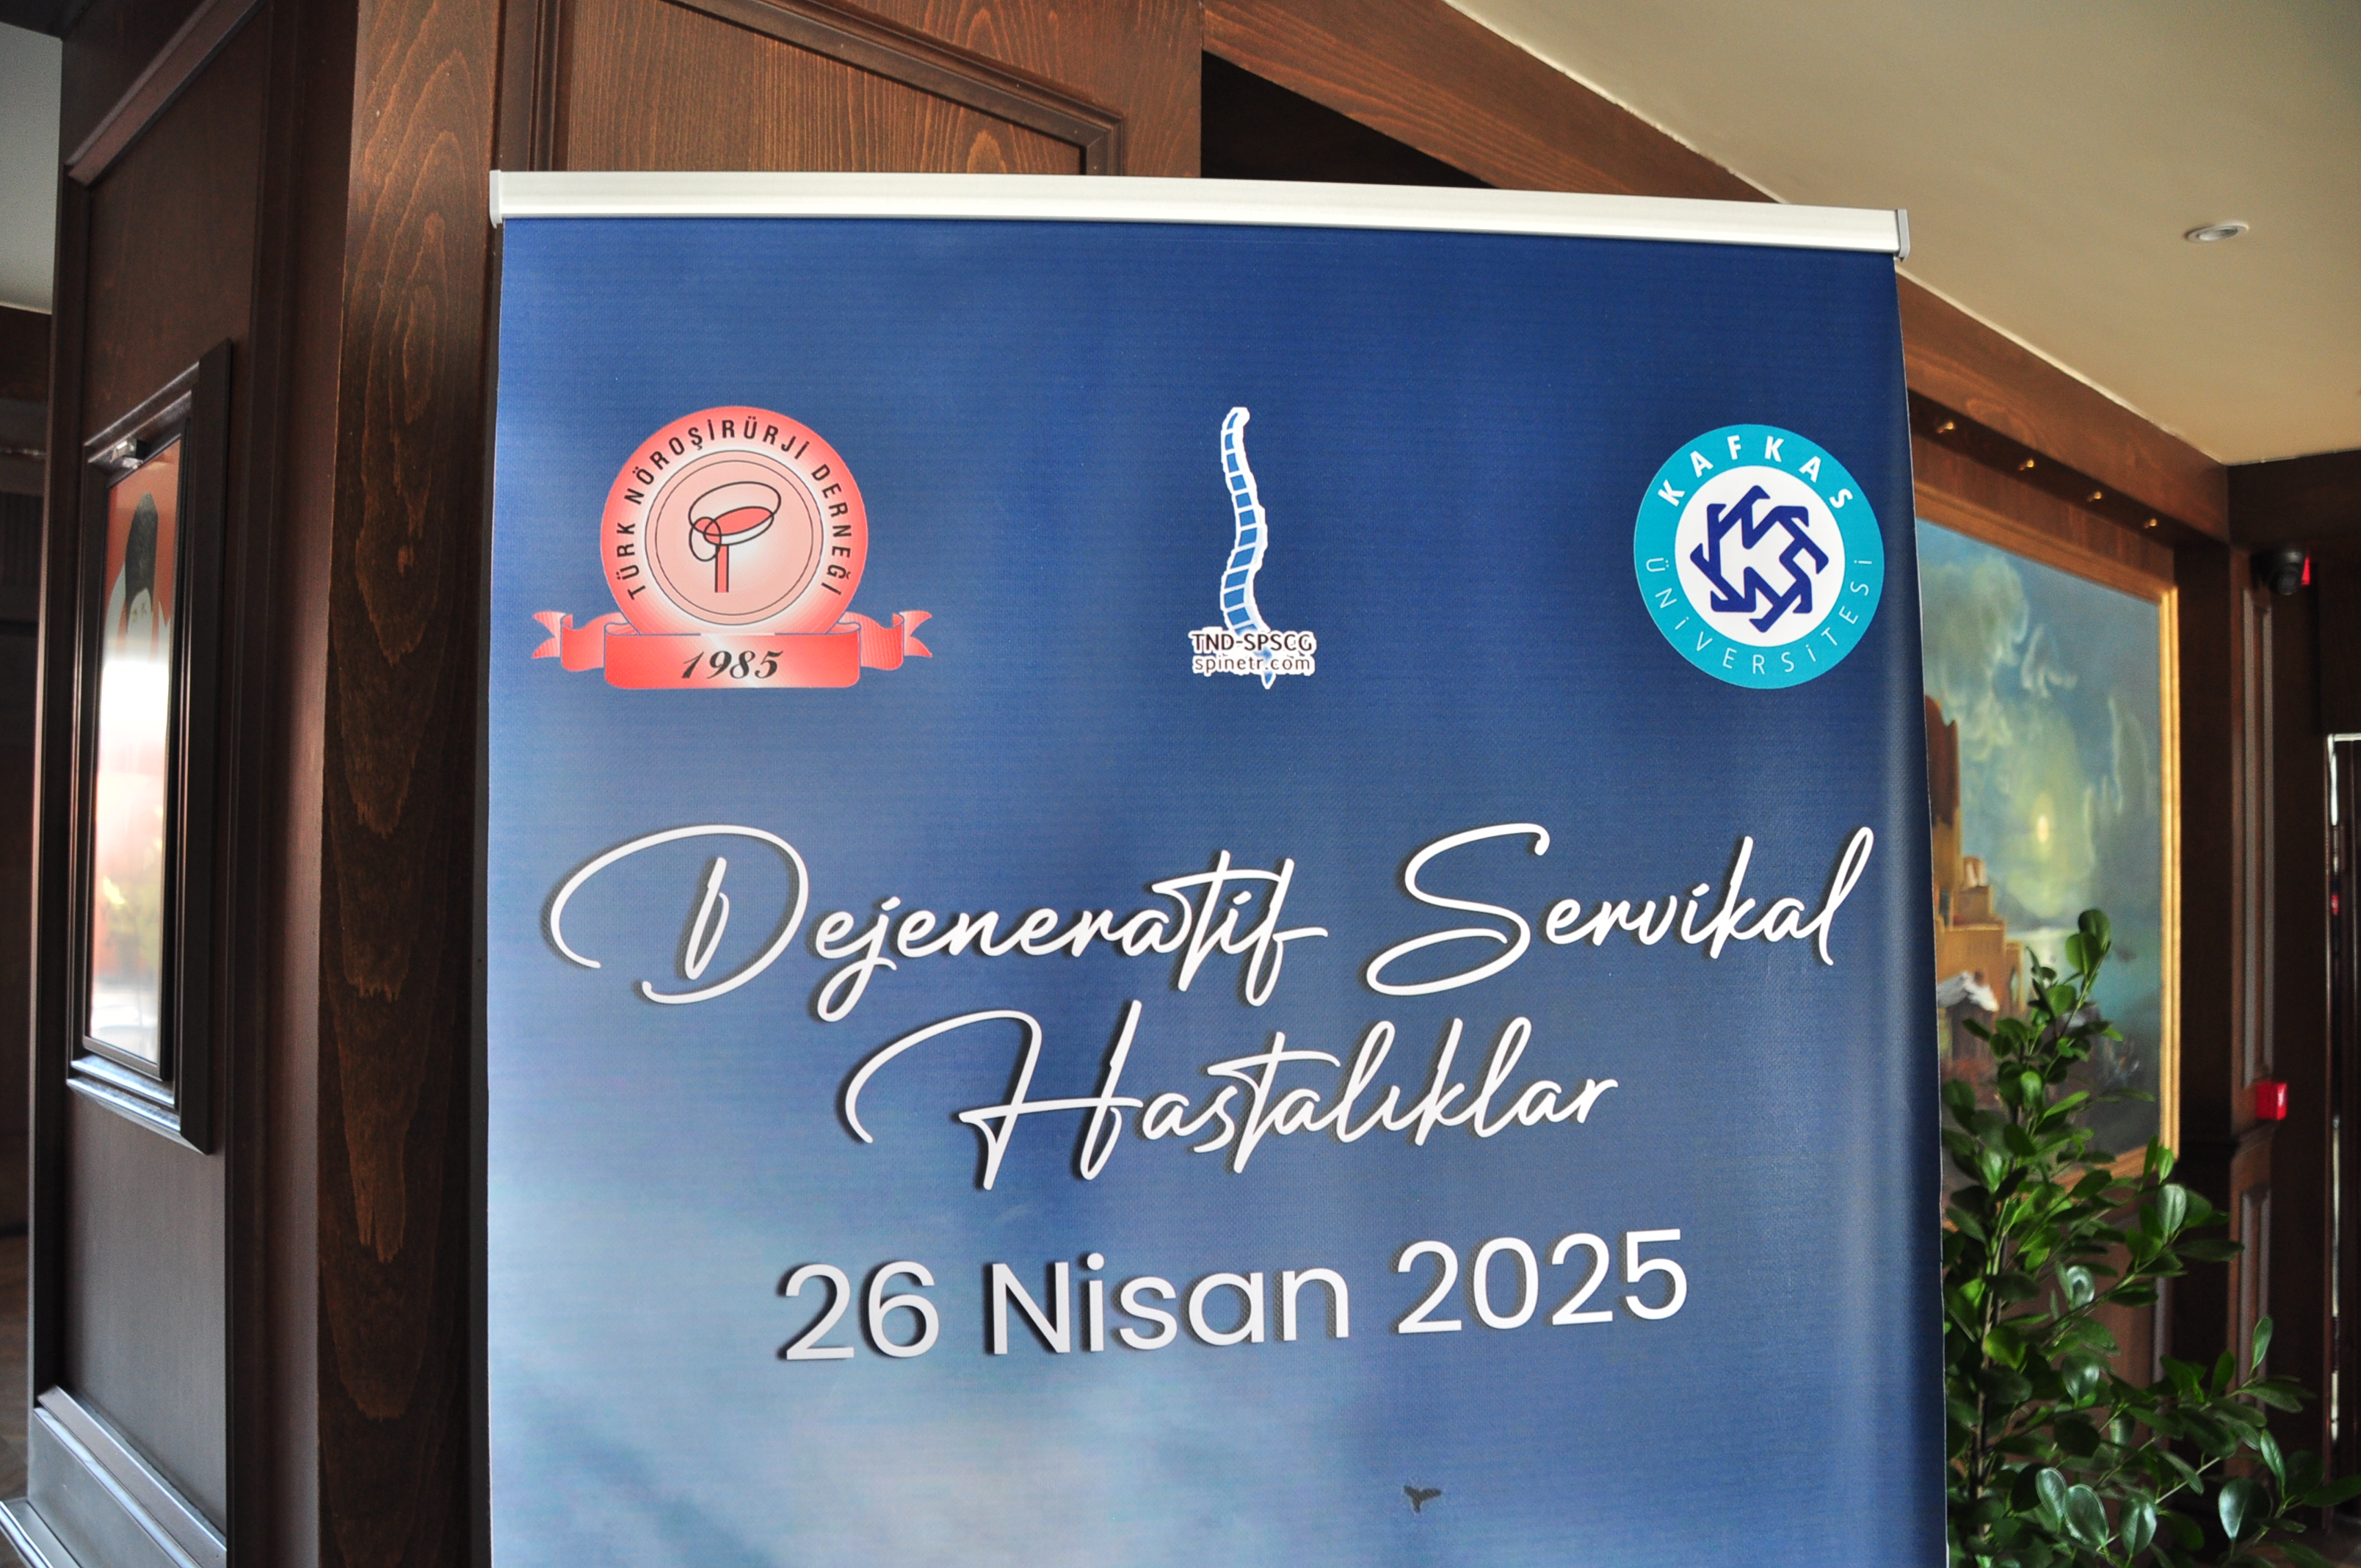 TÜRK NÖROŞİRÜRJİ DERNEĞİ
1985
TND-SPSCG
spinetr.com
KAFKAS
ÜNİVERSİTESİ
Dejeneratif Servikal
Hastalıklar
26 Nisan 2025